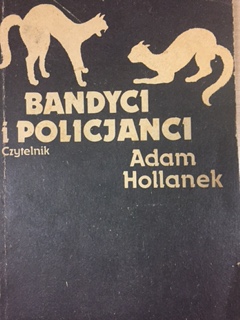 BANDYCI
i POLICJANCI
Czytelnik
Adam
Hollanek